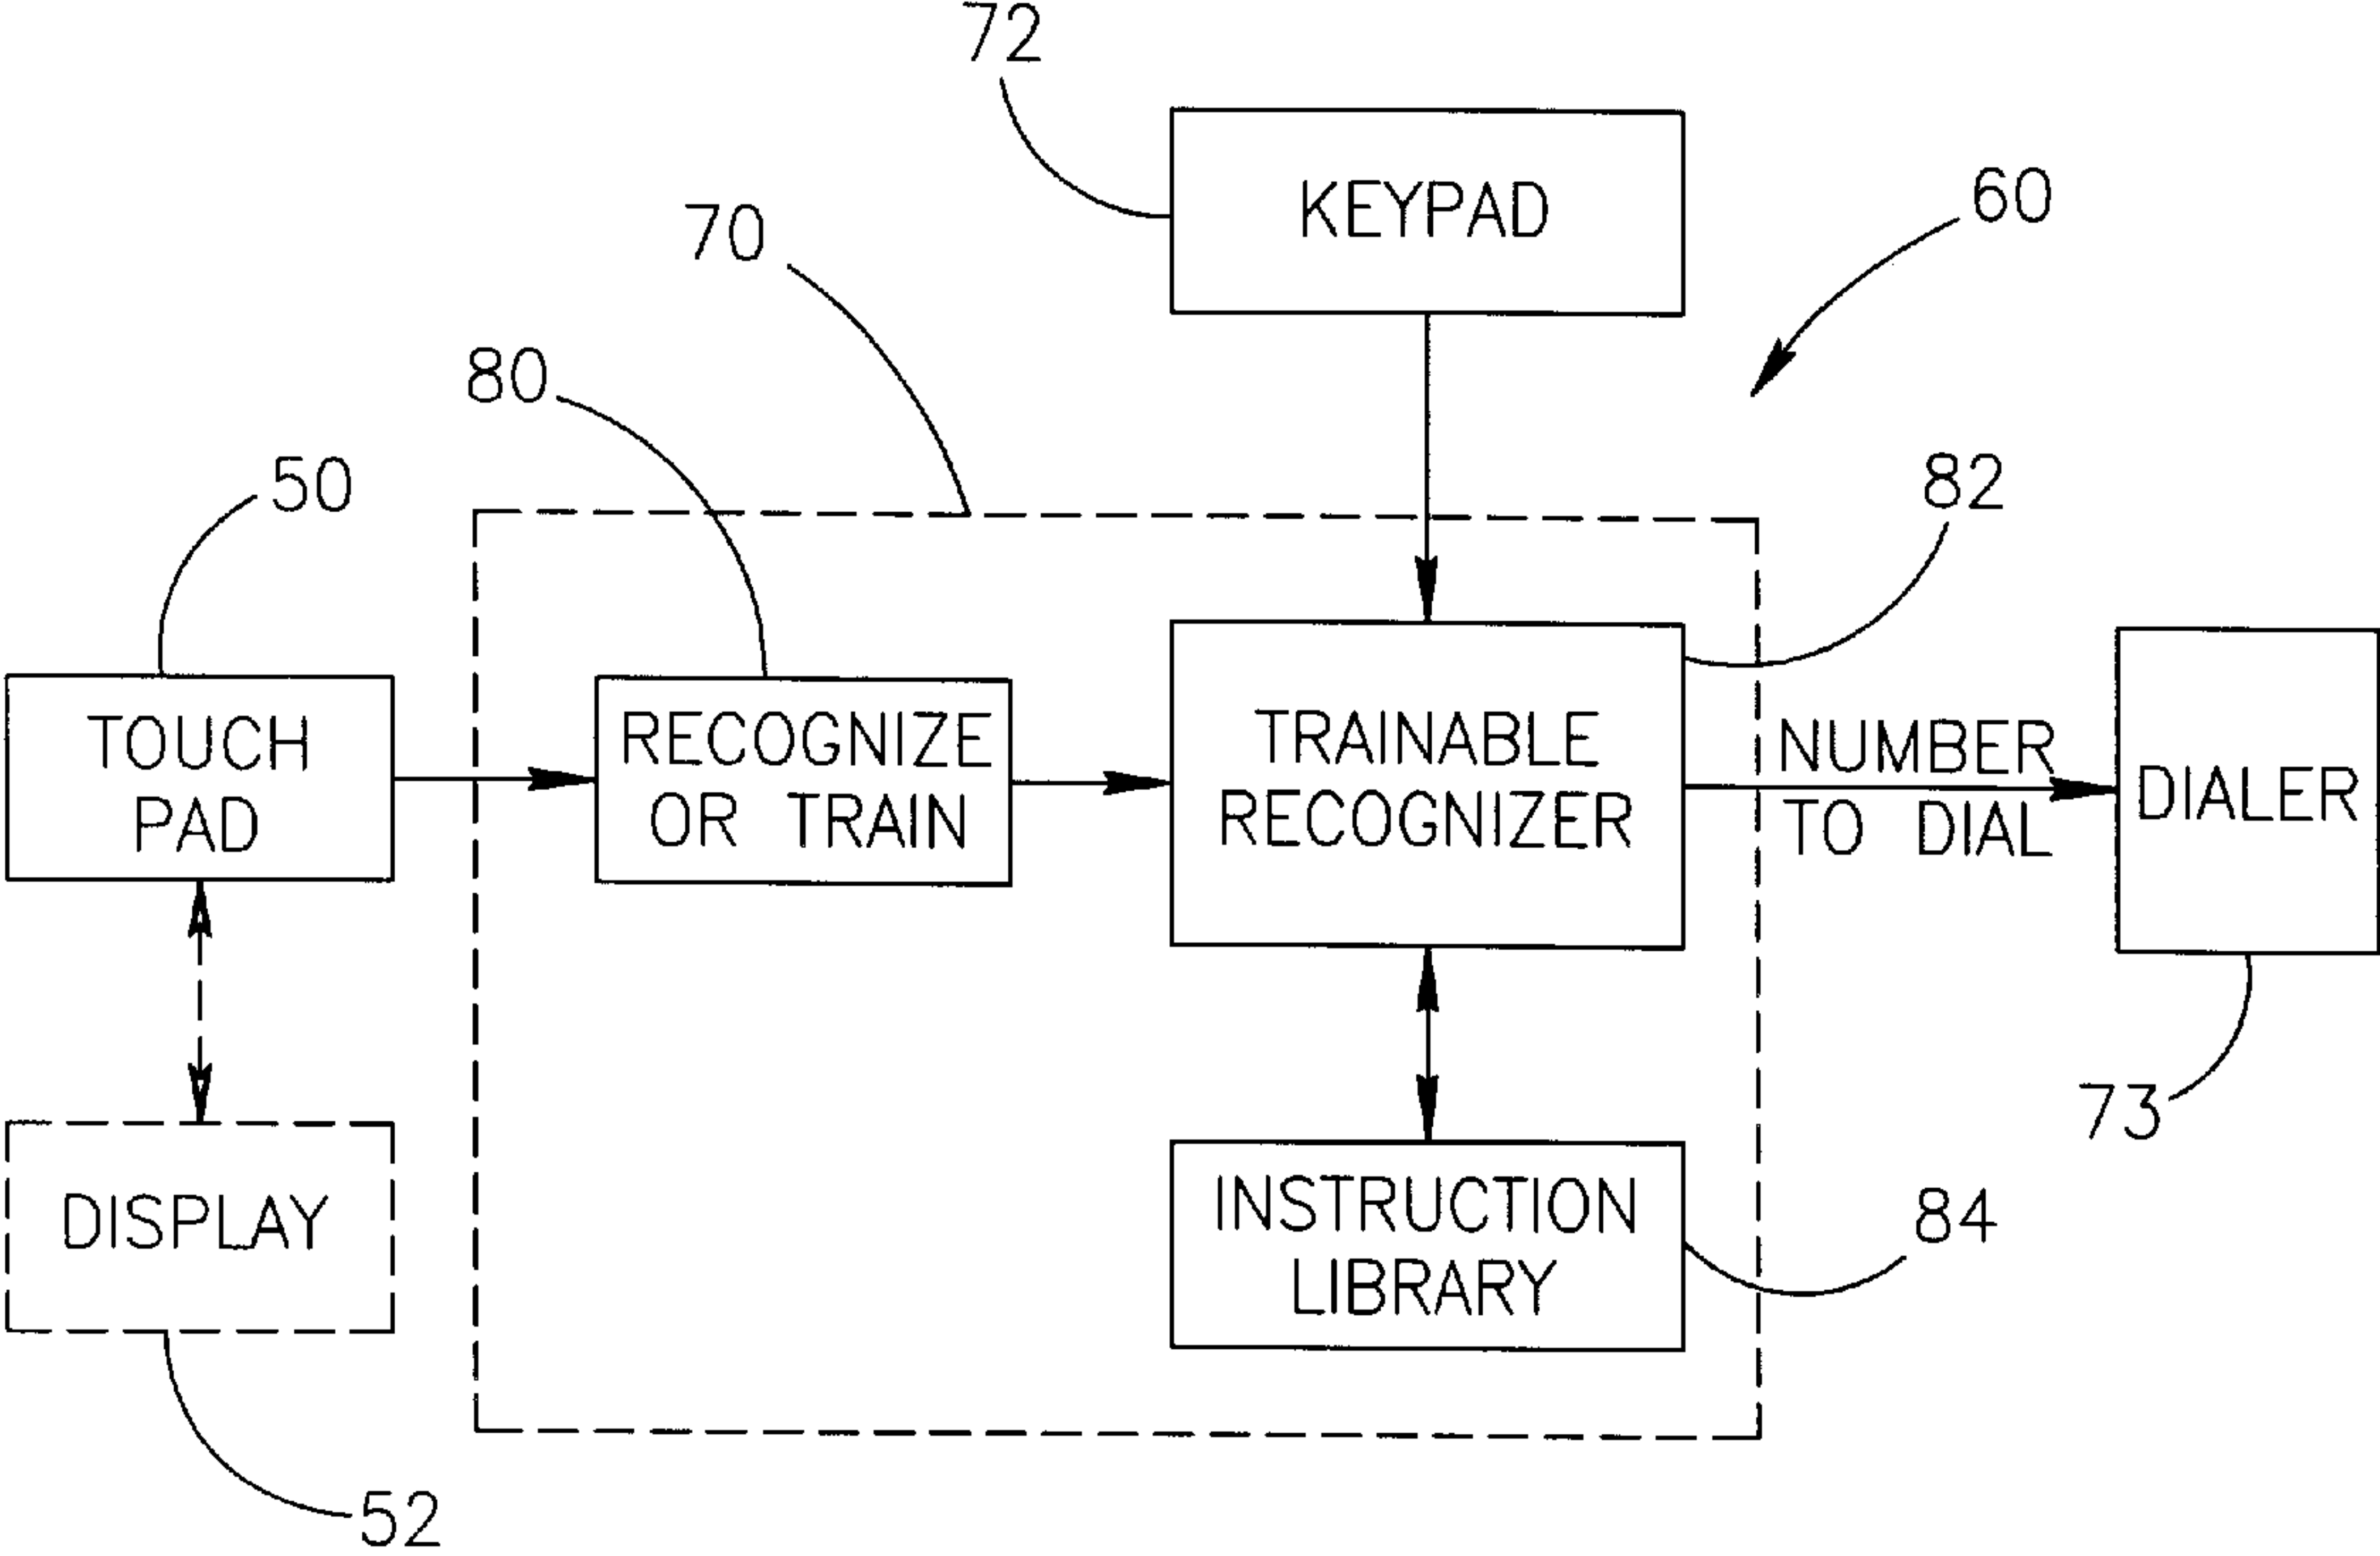 72
KEYPAD
60
70
80
50
82
TOUCH
PAD
RECOGNIZE
OR TRAIN
TRAINABLE
RECOGNIZER
NUMBER
TO DIAL
DIALER
73
DISPLAY
INSTRUCTION
LIBRARY
84
52